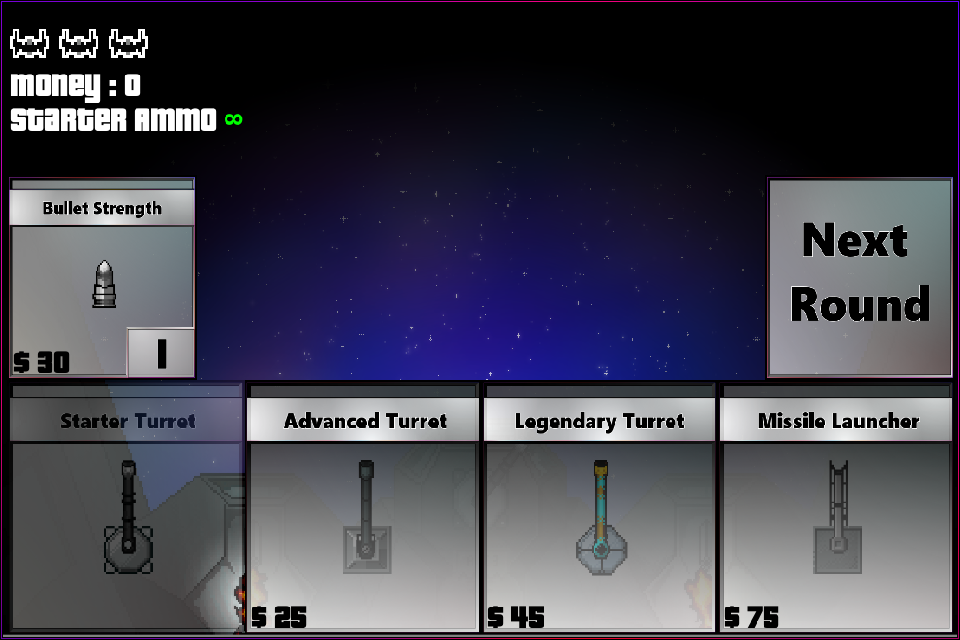 money : 0
Starter Ammo ∞
Bullet Strength
$ 30
I
Next
Round
Starter Turret
Advanced Turret
Legendary Turret
Missile Launcher
$ 25
$ 45
$ 75